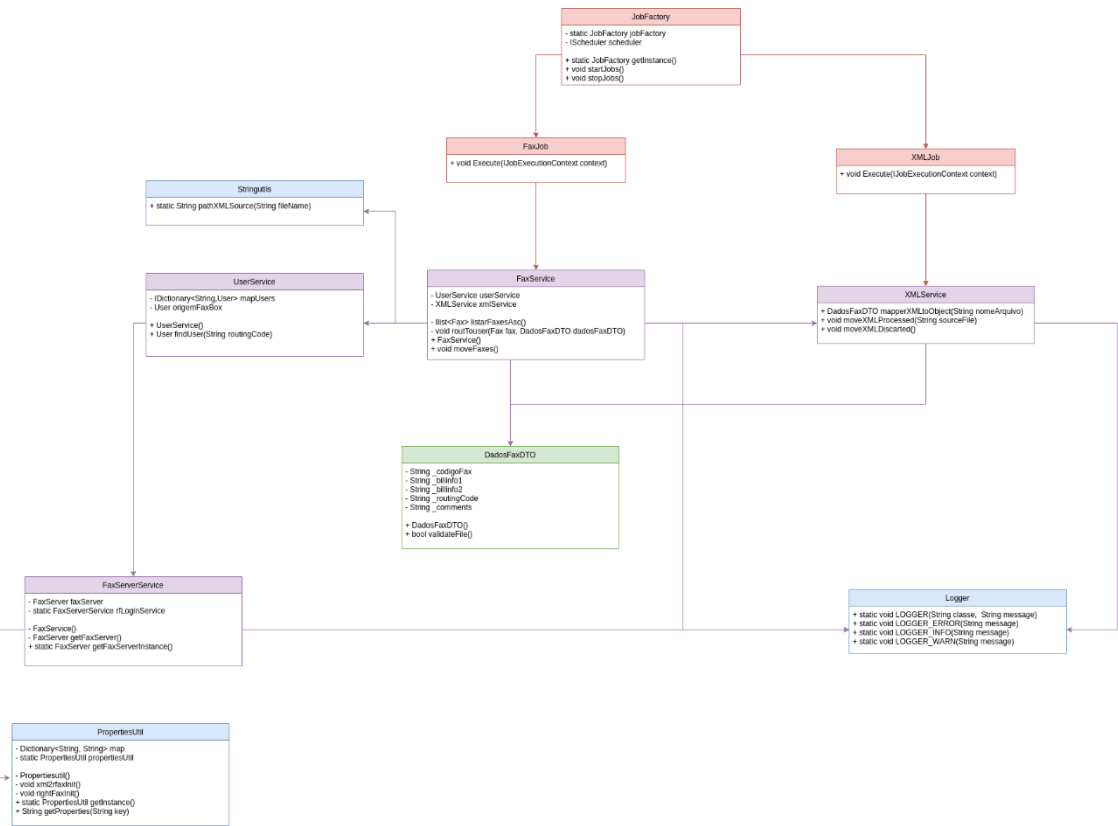 JobFactory
- static JobFactory jobFactory
- IScheduler scheduler
+ static JobFactory getInstance()
+ void startJobs()
+ void stopJobs()
FaxJob
+ void Execute(IJobExecutionContext context)
XMLJob
+ void Execute(IJobExecutionContext context)
Stringutils
+ static String pathXMLSource(String fileName)
UserService
- IDictionary<String,User> mapUsers
- User origemFaxBox
+ UserService()
+ User findUser(String routingCode)
FaxService
- UserService userService
- XMLService xmlService
- Ilist<Fax> listarFaxesAsc()
- void routTouser(Fax fax, DadosFaxDTO dadosFaxDTO)
+ FaxService()
+ void moveFaxes()
XMLService
+ DadosFaxDTO mapperXMLtoObject(String nomeArquivo)
+ void moveXMLProcessed(String sourceFile)
+ void moveXMLDiscarted()
DadosFaxDTO
- String _codigoFax
- String _billinfo1
- String _billinfo2
- String _routingCode
- String _comments
+ DadosFaxDTO()
+ bool validateFile()
FaxServerService
- FaxServer faxServer
- static FaxServerService rfLoginService
- FaxService()
- FaxServer getFaxServer()
+ static FaxServer getFaxServerInstance()
Logger
+ static void LOGGER(String classe, String message)
+ static void LOGGER_ERROR(String message)
+ static void LOGGER_INFO(String message)
+ static void LOGGER_WARN(String message)
PropertiesUtil
- Dictionary<String, String> map
- static PropertiesUtil propertiesUtil
- Propertiesutil()
- void xml2rfaxInit()
- void rightFaxInit()
+ static PropertiesUtil getInstance()
+ String getProperties(String key)